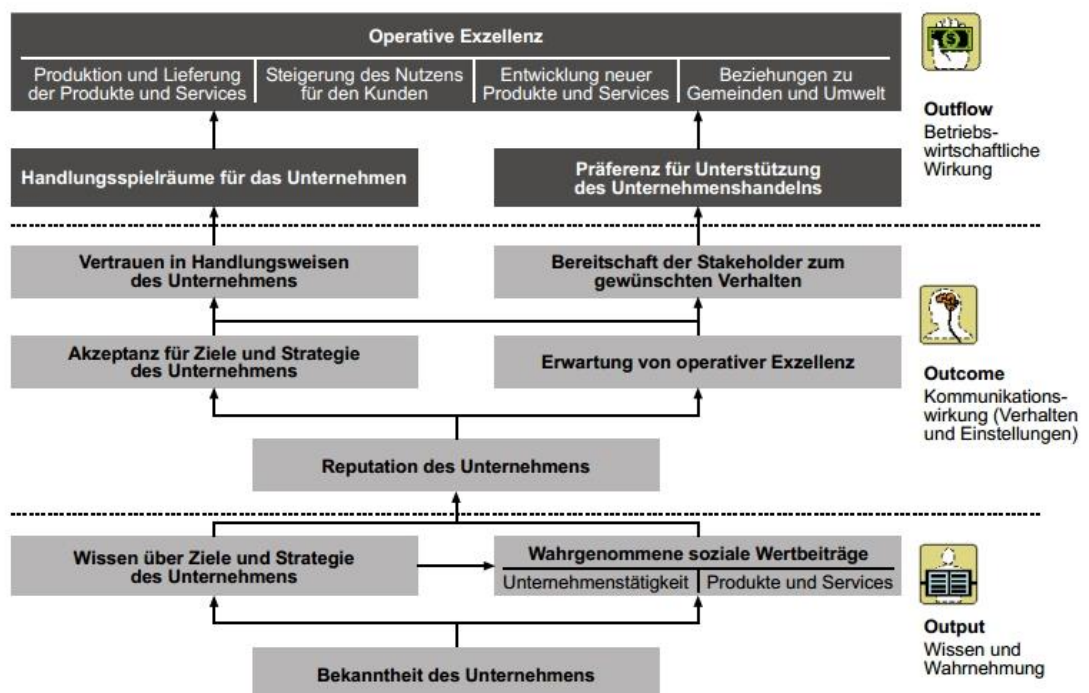 Operative Exzellenz
Produktion und Lieferung
der Produkte und Services
Steigerung des Nutzens
für den Kunden
Entwicklung neuer
Produkte und Services
Beziehungen zu
Gemeinden und Umwelt
Outflow
Betriebs-
wirtschaftliche
Wirkung
Handlungsspielräume für das Unternehmen
Präferenz für Unterstützung
des Unternehmenshandelns
Vertrauen in Handlungsweisen
des Unternehmens
Bereitschaft der Stakeholder zum
gewünschten Verhalten
Akzeptanz für Ziele und Strategie
des Unternehmens
Erwartung von operativer Exzellenz
Outcome
Kommunikations-
wirkung (Verhalten
und Einstellungen)
Reputation des Unternehmens
Wissen über Ziele und Strategie
des Unternehmens
Wahrgenommene soziale Wertbeiträge
Unternehmenstätigkeit
Produkte und Services
Output
Wissen und
Wahrnehmung
Bekanntheit des Unternehmens